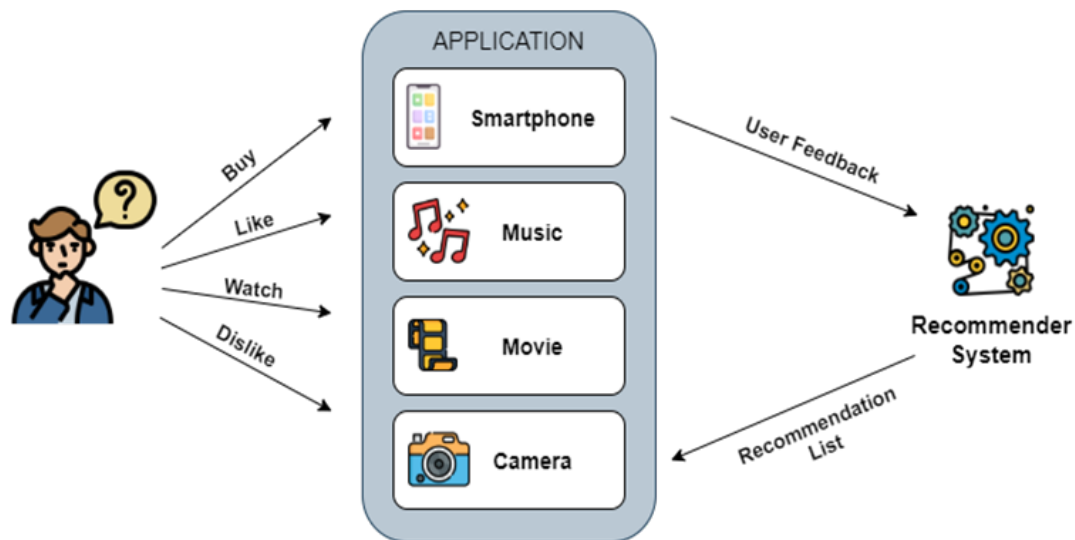 APPLICATION
Smartphone
Music
Movie
Camera
Buy
Like
Watch
Dislike
?
User Feedback
Recommender
System
Recommendation
List